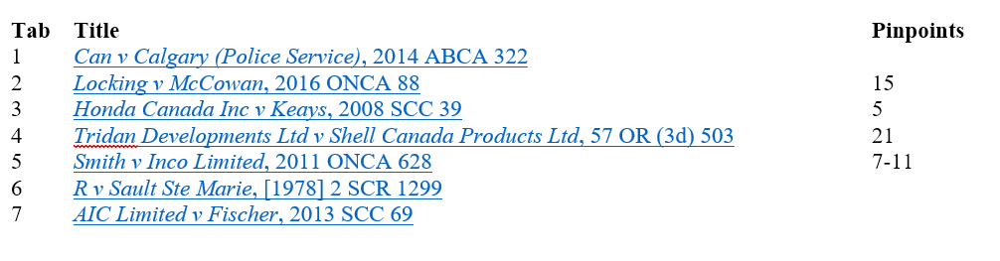 Tab Title Pinpoints
1 Can v Calgary (Police Service), 2014 ABCA 322
2 Locking v McCowan, 2016 ONCA 88 15
3 Honda Canada Inc v Keays, 2008 SCC 39 5
4 Tridan Developments Ltd v Shell Canada Products Ltd, 57 OR (3d) 503 21
5 Smith v Inco Limited, 2011 ONCA 628 7-11
6 R v Sault Ste Marie, [1978] 2 SCR 1299
7 AIC Limited v Fischer, 2013 SCC 69